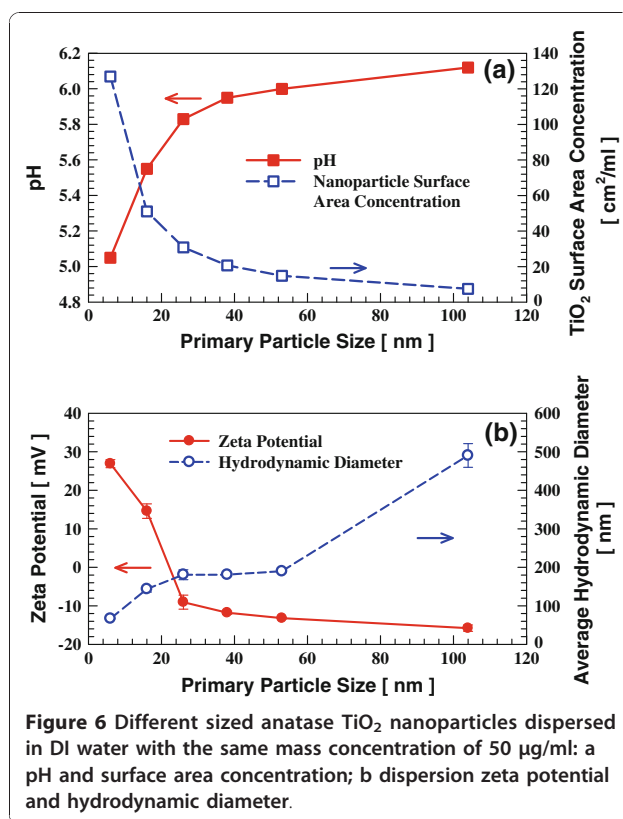 (a)
pH
6.2
6.0
5.8
5.6
5.4
5.2
5.0
4.8
140
120
100
80
60
40
20
0
TiO₂ Surface Area Concentration
[ cm²/ml ]
pH
Nanoparticle Surface
Area Concentration
0 20 40 60 80 100 120
Primary Particle Size [ nm ]
(b)
Zeta Potential [ mV ]
40
30
20
10
0
-10
-20
600
500
400
300
200
100
0
Average Hydrodynamic Diameter
[ nm ]
Zeta Potential
Hydrodynamic Diameter
0 20 40 60 80 100 120
Primary Particle Size [ nm ]
Figure 6 Different sized anatase TiO₂ nanoparticles dispersed
in DI water with the same mass concentration of 50 μg/ml: a
pH and surface area concentration; b dispersion zeta potential
and hydrodynamic diameter.